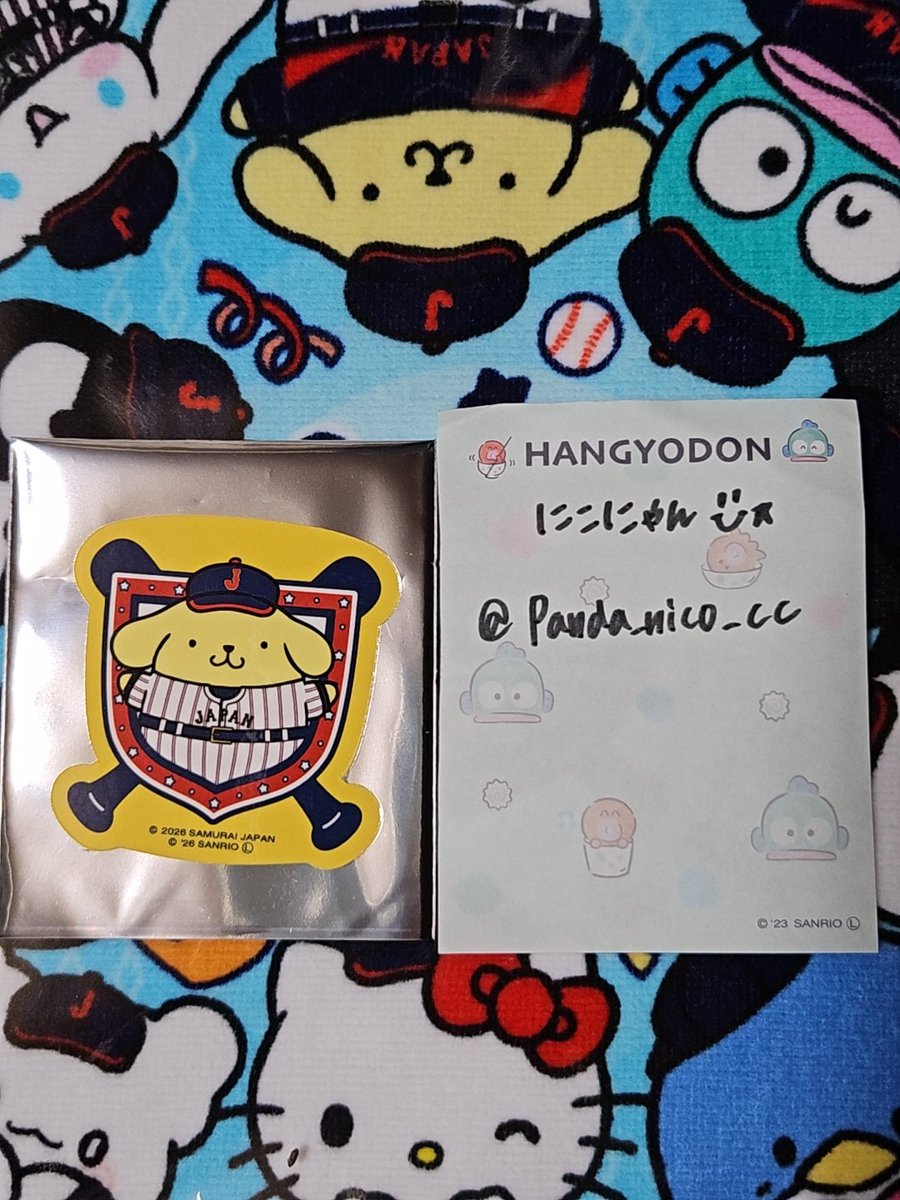 JAPAN
J
J
J
J
HANGYODON
にこにゃん
@Panda_nico_cc
J
JAPAN
© 2026 SAMURAI JAPAN
© '26 SANRIO Ⓛ
© '23 SANRIO Ⓛ
J